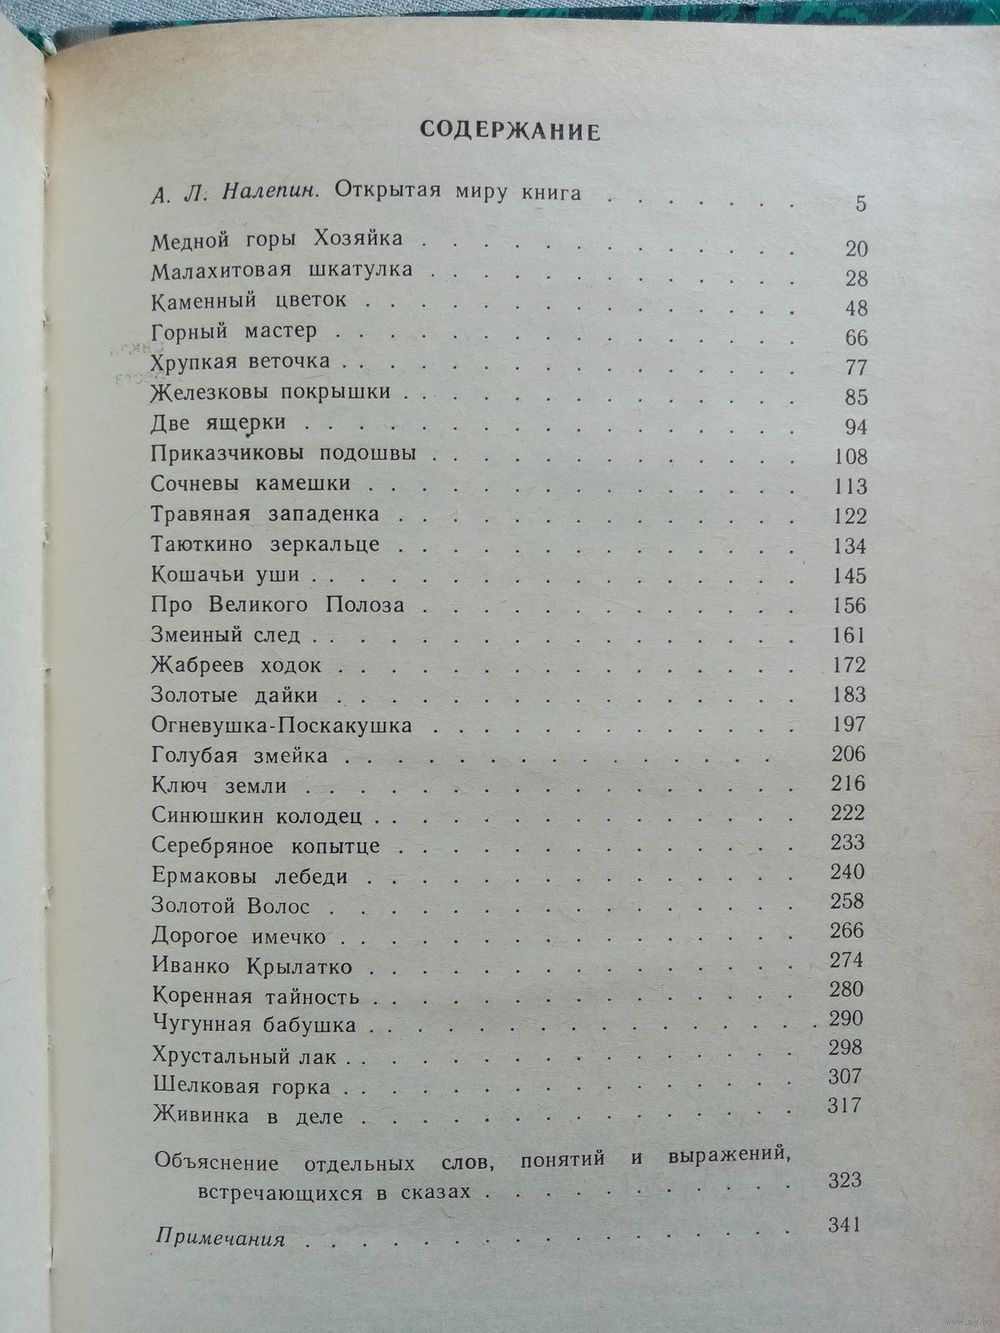 СОДЕРЖАНИЕ
А. Л. Налепин. Открытая миру книга . . . . . . . 5
Медной горы Хозяйка . . . . . . . . . . . . . 20
Малахитовая шкатулка . . . . . . . . . . . . . 28
Каменный цветок . . . . . . . . . . . . . . . 48
Горный мастер . . . . . . . . . . . . . . . . 66
Хрупкая веточка . . . . . . . . . . . . . . . . 77
Железковы покрышки . . . . . . . . . . . . . . 85
Две ящерки . . . . . . . . . . . . . . . . . 94
Приказчиковы подошвы . . . . . . . . . . . . . 108
Сочневы камешки . . . . . . . . . . . . . . . 113
Травяная западенка . . . . . . . . . . . . . . 122
Таюткино зеркальце . . . . . . . . . . . . . . 134
Кошачьи уши . . . . . . . . . . . . . . . . . 145
Про Великого Полоза . . . . . . . . . . . . . 156
Змеиный след . . . . . . . . . . . . . . . . . 161
Жабреев ходок . . . . . . . . . . . . . . . . 172
Золотые дайки . . . . . . . . . . . . . . . . 183
Огневушка-Поскакушка . . . . . . . . . . . . . 197
Голубая змейка . . . . . . . . . . . . . . . 206
Ключ земли . . . . . . . . . . . . . . . . . 216
Синюшкин колодец . . . . . . . . . . . . . . . 222
Серебряное копытце . . . . . . . . . . . . . . 233
Ермаковы лебеди . . . . . . . . . . . . . . . 240
Золотой Волос . . . . . . . . . . . . . . . . 258
Дорогое имечко . . . . . . . . . . . . . . . . 266
Иванко Крылатко . . . . . . . . . . . . . . . 274
Коренная тайность . . . . . . . . . . . . . . . 280
Чугунная бабушка . . . . . . . . . . . . . . . . 290
Хрустальный лак . . . . . . . . . . . . . . . . 298
Шелковая горка . . . . . . . . . . . . . . . . 307
Живинка в деле . . . . . . . . . . . . . . . 317
Объяснение отдельных слов, понятий и выражений,
встречающихся в сказах . . . . . . . . . . . 323
Примечания . . . . . . . . . . . . . . . . . 341
www.ay.by